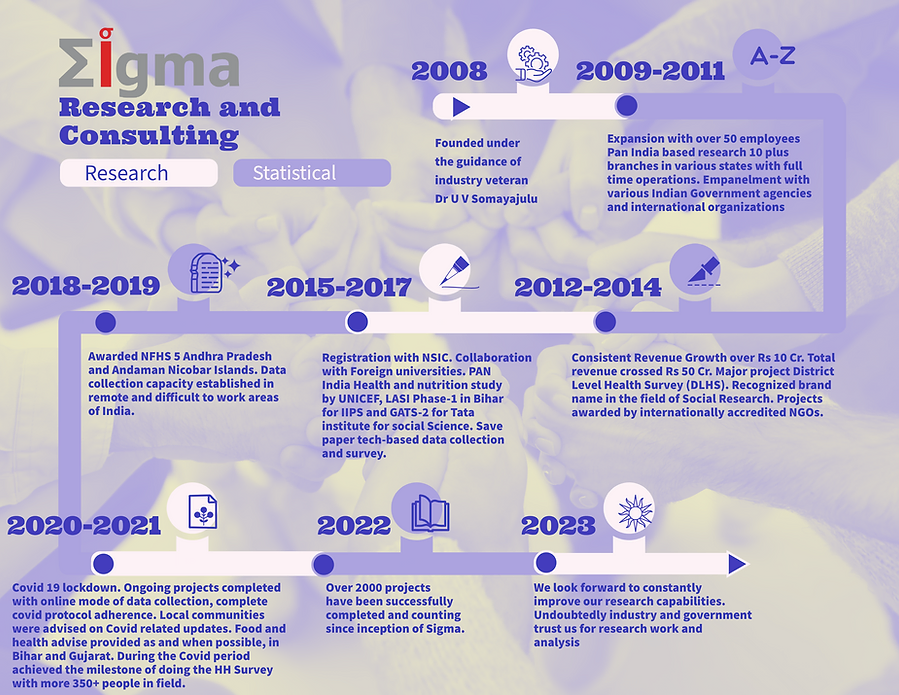 Σigma
σ
Research and
Consulting
Research
Statistical
2008
Founded under
the guidance of
industry veteran
Dr U V Somayajulu
2009-2011
A-Z
Expansion with over 50 employees
Pan India based research 10 plus
branches in various states with full
time operations. Empanelment with
various Indian Government agencies
and international organizations
2012-2014
Consistent Revenue Growth over Rs 10 Cr. Total
revenue crossed Rs 50 Cr. Major project District
Level Health Survey (DLHS). Recognized brand
name in the field of Social Research. Projects
awarded by internationally accredited NGOs.
2015-2017
Registration with NSIC. Collaboration
with Foreign universities. PAN
India Health and nutrition study
by UNICEF, LASI Phase-1 in Bihar
for IIPS and GATS-2 for Tata
institute for social Science. Save
paper tech-based data collection
and survey.
2018-2019
Awarded NFHS 5 Andhra Pradesh
and Andaman Nicobar Islands. Data
collection capacity established in
remote and difficult to work areas
of India.
2020-2021
Covid 19 lockdown. Ongoing projects completed
with online mode of data collection, complete
covid protocol adherence. Local communities
were advised on Covid related updates. Food and
health advise provided as and when possible, in
Bihar and Gujarat. During the Covid period
achieved the milestone of doing the HH Survey
with more 350+ people in field.
2022
Over 2000 projects
have been successfully
completed and counting
since inception of Sigma.
2023
We look forward to constantly
improve our research capabilities.
Undoubtedly industry and government
trust us for research work and
analysis